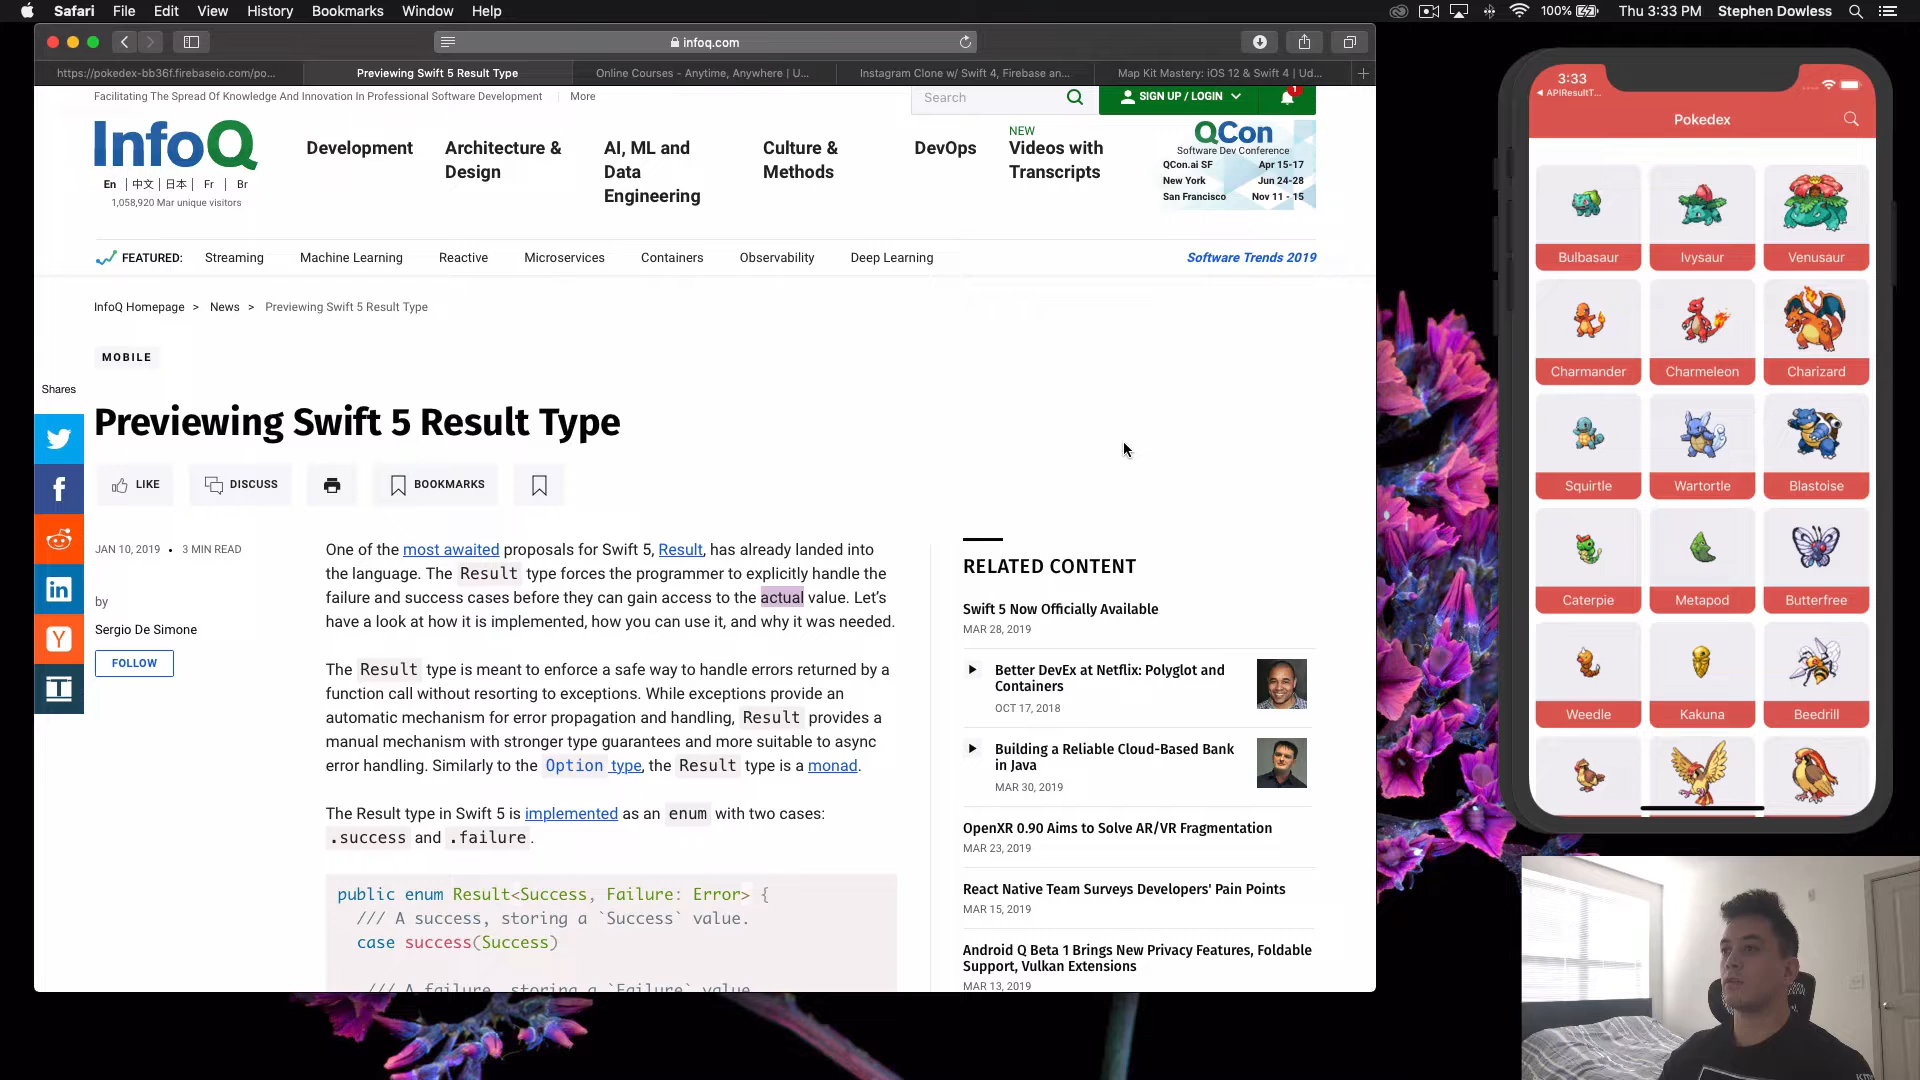 Safari File Edit View History Bookmarks Window Help
100% Thu 3:33 PM Stephen Dowless
infoq.com
https://pokedex-bb36f.firebaseio.com/po...
Previewing Swift 5 Result Type
Online Courses - Anytime, Anywhere | U...
Instagram Clone w/ Swift 4, Firebase an...
Map Kit Mastery: iOS 12 & Swift 4 | Ud...
Facilitating The Spread Of Knowledge And Innovation In Professional Software Development
More
Search
SIGN UP / LOGIN
1
InfoQ
En | 中文 | 日本 | Fr | Br
1,058,920 Mar unique visitors
Development
Architecture &
Design
AI, ML and
Data
Engineering
Culture &
Methods
DevOps
NEW
Videos with
Transcripts
QCon
Software Dev Conference
QCon.ai SF Apr 15-17
New York Jun 24-28
San Francisco Nov 11 - 15
FEATURED: Streaming Machine Learning Reactive Microservices Containers Observability Deep Learning
Software Trends 2019
InfoQ Homepage > News > Previewing Swift 5 Result Type
MOBILE
Shares
Previewing Swift 5 Result Type
LIKE
DISCUSS
BOOKMARKS
JAN 10, 2019 • 3 MIN READ
by
Sergio De Simone
FOLLOW
One of the most awaited proposals for Swift 5, Result, has already landed into
the language. The Result type forces the programmer to explicitly handle the
failure and success cases before they can gain access to the actual value. Let's
have a look at how it is implemented, how you can use it, and why it was needed.
The Result type is meant to enforce a safe way to handle errors returned by a
function call without resorting to exceptions. While exceptions provide an
automatic mechanism for error propagation and handling, Result provides a
manual mechanism with stronger type guarantees and more suitable to async
error handling. Similarly to the Option type, the Result type is a monad.
The Result type in Swift 5 is implemented as an enum with two cases:
.success and .failure.
public enum Result<Success, Failure: Error> {
/// A success, storing a `Success` value.
case success(Success)
/// A failure, storing a `Failure` value
RELATED CONTENT
Swift 5 Now Officially Available
MAR 28, 2019
Better DevEx at Netflix: Polyglot and
Containers
OCT 17, 2018
Building a Reliable Cloud-Based Bank
in Java
MAR 30, 2019
OpenXR 0.90 Aims to Solve AR/VR Fragmentation
MAR 23, 2019
React Native Team Surveys Developers' Pain Points
MAR 15, 2019
Android Q Beta 1 Brings New Privacy Features, Foldable
Support, Vulkan Extensions
MAR 13, 2019
3:33
APIResultT...
Pokedex
Bulbasaur
Ivysaur
Venusaur
Charmander
Charmeleon
Charizard
Squirtle
Wartortle
Blastoise
Caterpie
Metapod
Butterfree
Weedle
Kakuna
Beedrill